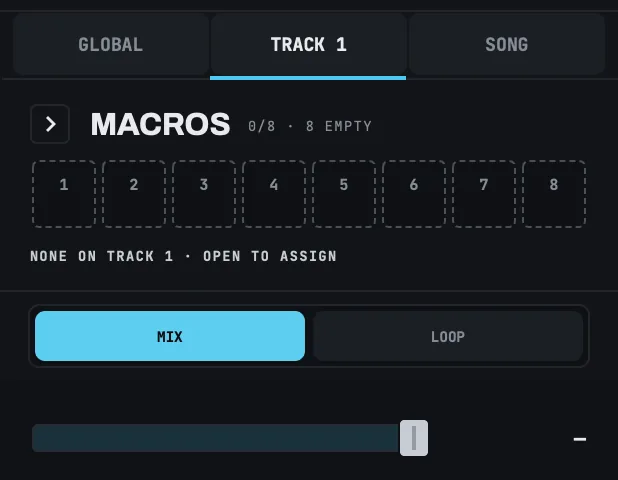 GLOBAL TRACK 1 SONG
MACROS 0/8 · 8 EMPTY
1 2 3 4 5 6 7 8
NONE ON TRACK 1 · OPEN TO ASSIGN
MIX LOOP
–